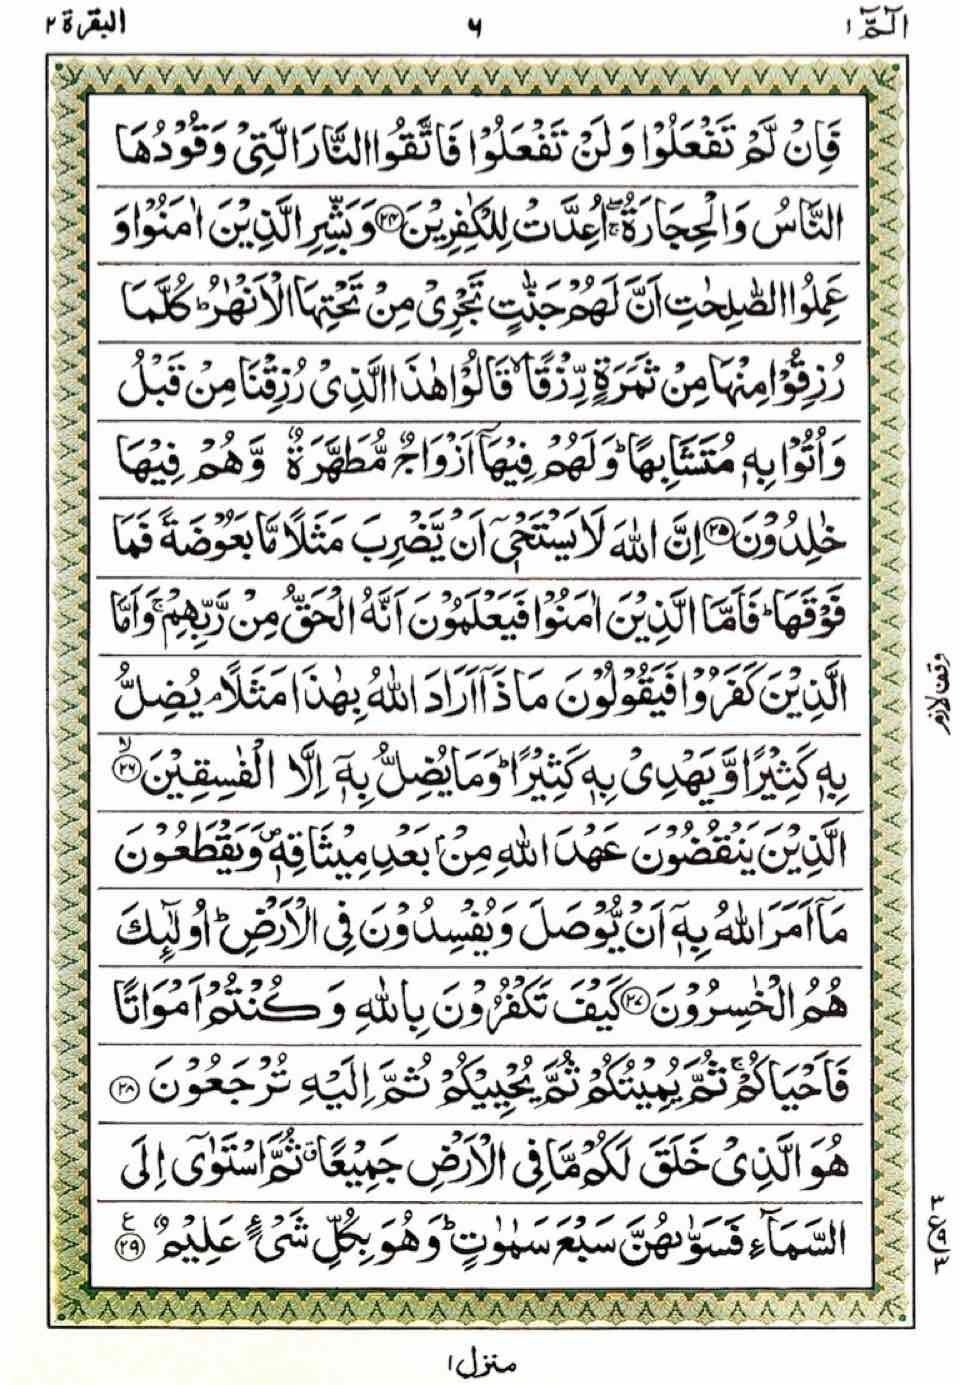 الٓمّٓ ١ ٦ البقرة ٢
فَاِنْ لَّمْ تَفْعَلُوْا وَلَنْ تَفْعَلُوْا فَاتَّقُوا النَّارَ الَّتِيْ وَقُوْدُهَا
النَّاسُ وَالْحِجَارَةُ ۖۚ اُعِدَّتْ لِلْكٰفِرِيْنَ ﴿٢٤﴾ وَبَشِّرِ الَّذِيْنَ اٰمَنُوْا وَ
عَمِلُوا الصّٰلِحٰتِ اَنَّ لَهُمْ جَنّٰتٍ تَجْرِيْ مِنْ تَحْتِهَا الْاَنْهٰرُ ؕ كُلَّمَا
رُزِقُوْا مِنْهَا مِنْ ثَمَرَةٍ رِّزْقًا ۙ قَالُوْا هٰذَا الَّذِيْ رُزِقْنَا مِنْ قَبْلُ
وَاُتُوْا بِهٖ مُتَشَابِهًا ؕ وَلَهُمْ فِيْهَاۤ اَزْوَاجٌ مُّطَهَّرَةٌ وَّهُمْ فِيْهَا
خٰلِدُوْنَ ﴿٢٥﴾ اِنَّ اللّٰهَ لَا يَسْتَحْيٖۤ اَنْ يَّضْرِبَ مَثَلًا مَّا بَعُوْضَةً فَمَا
فَوْقَهَا ؕ فَاَمَّا الَّذِيْنَ اٰمَنُوْا فَيَعْلَمُوْنَ اَنَّهُ الْحَقُّ مِنْ رَّبِّهِمْ ۚ وَاَمَّا
الَّذِيْنَ كَفَرُوْا فَيَقُوْلُوْنَ مَاذَاۤ اَرَادَ اللّٰهُ بِهٰذَا مَثَلًا ۘ يُضِلُّ
وقف لازم
بِهٖ كَثِيْرًا وَّيَهْدِيْ بِهٖ كَثِيْرًا ؕ وَمَا يُضِلُّ بِهٖۤ اِلَّا الْفٰسِقِيْنَ ﴿٢٦﴾ ۙ
الَّذِيْنَ يَنْقُضُوْنَ عَهْدَ اللّٰهِ مِنْۢ بَعْدِ مِيْثَاقِهٖ ۪ وَيَقْطَعُوْنَ
مَاۤ اَمَرَ اللّٰهُ بِهٖۤ اَنْ يُّوْصَلَ وَيُفْسِدُوْنَ فِي الْاَرْضِ ؕ اُولٰٓئِكَ
هُمُ الْخٰسِرُوْنَ ﴿٢٧﴾ كَيْفَ تَكْفُرُوْنَ بِاللّٰهِ وَكُنْتُمْ اَمْوَاتًا
فَاَحْيَاكُمْ ۚ ثُمَّ يُمِيْتُكُمْ ثُمَّ يُحْيِيْكُمْ ثُمَّ اِلَيْهِ تُرْجَعُوْنَ ﴿٢٨﴾
هُوَ الَّذِيْ خَلَقَ لَكُمْ مَّا فِي الْاَرْضِ جَمِيْعًا ۗ ثُمَّ اسْتَوٰۤى اِلَى
السَّمَآءِ فَسَوّٰىهُنَّ سَبْعَ سَمٰوٰتٍ ؕ وَهُوَ بِكُلِّ شَيْءٍ عَلِيْمٌ ﴿٢٩﴾ ع
٣ ع ٩ ٣
منزل ١